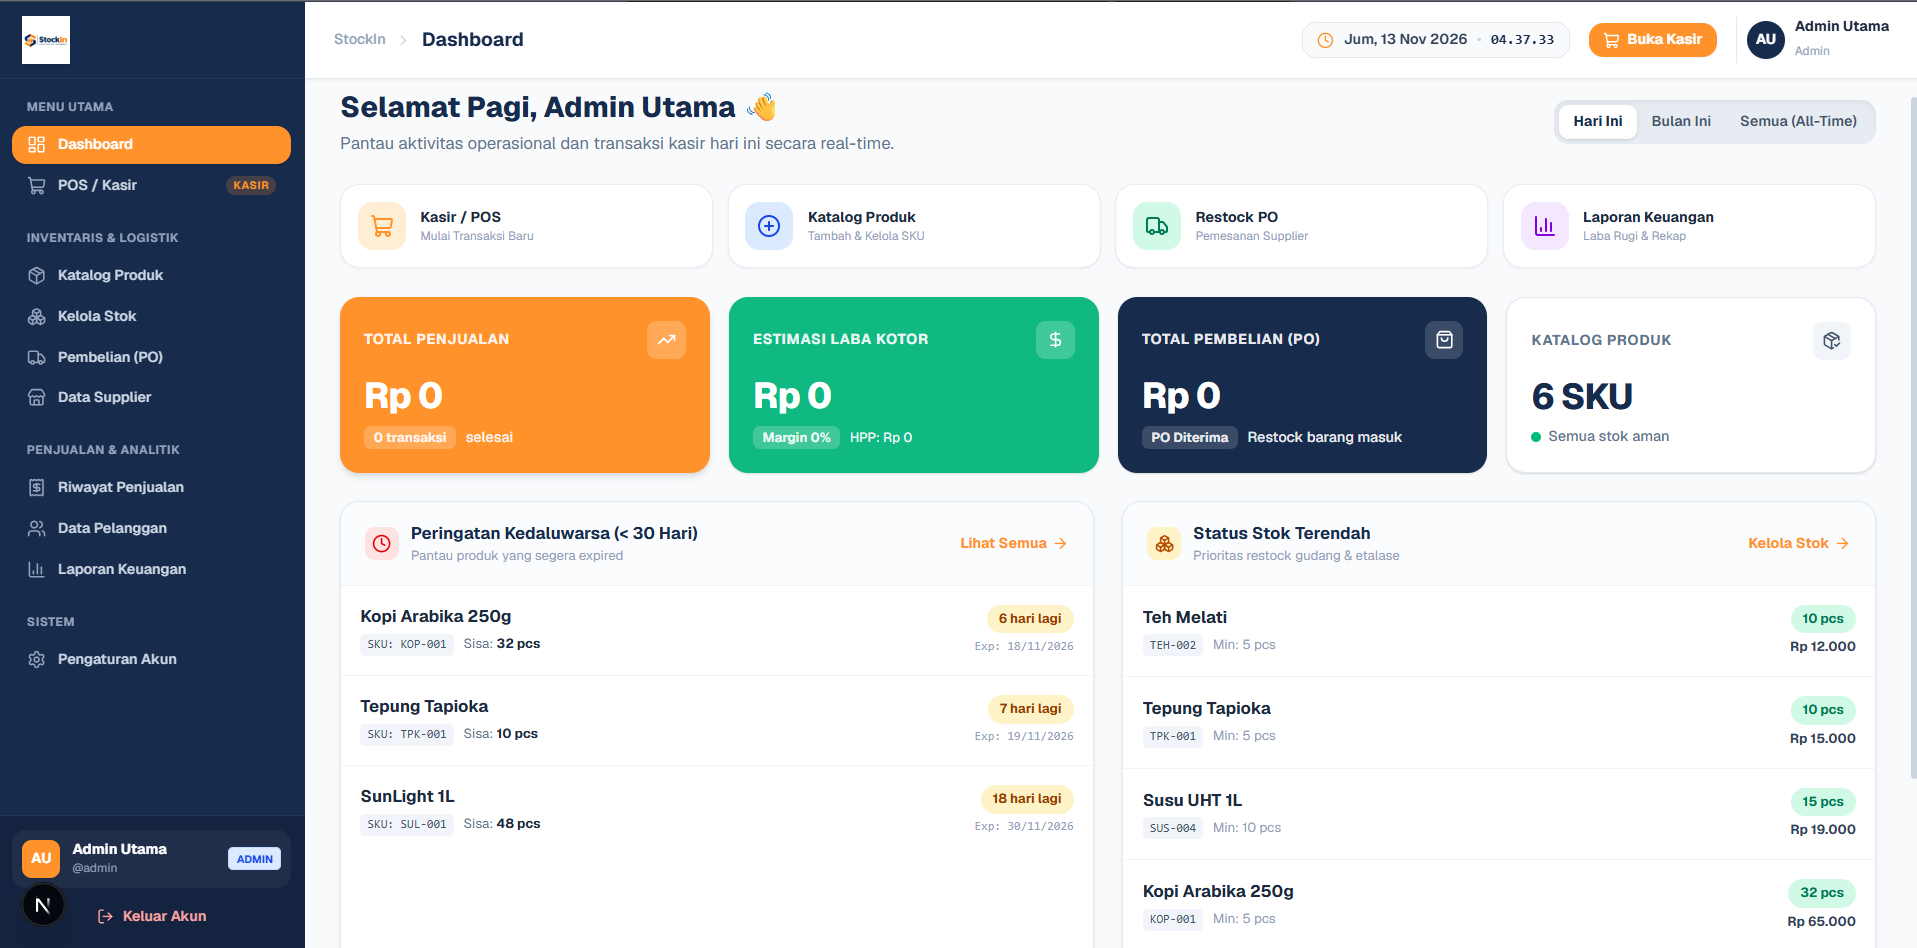 StockIn
MENU UTAMA
Dashboard
POS / Kasir
KASIR
INVENTARIS & LOGISTIK
Katalog Produk
Kelola Stok
Pembelian (PO)
Data Supplier
PENJUALAN & ANALITIK
Riwayat Penjualan
Data Pelanggan
Laporan Keuangan
SISTEM
Pengaturan Akun
AU
Admin Utama
@admin
ADMIN
N
Keluar Akun
StockIn
Dashboard
Jum, 13 Nov 2026 • 04.37.33
Buka Kasir
AU
Admin Utama
Admin
Selamat Pagi, Admin Utama 👋
Pantau aktivitas operasional dan transaksi kasir hari ini secara real-time.
Hari Ini
Bulan Ini
Semua (All-Time)
Kasir / POS
Mulai Transaksi Baru
Katalog Produk
Tambah & Kelola SKU
Restock PO
Pemesanan Supplier
Laporan Keuangan
Laba Rugi & Rekap
TOTAL PENJUALAN
Rp 0
0 transaksi selesai
ESTIMASI LABA KOTOR
Rp 0
Margin 0% HPP: Rp 0
TOTAL PEMBELIAN (PO)
Rp 0
PO Diterima Restock barang masuk
KATALOG PRODUK
6 SKU
Semua stok aman
Peringatan Kedaluwarsa (< 30 Hari)
Pantau produk yang segera expired
Lihat Semua
Kopi Arabika 250g
6 hari lagi
SKU: KOP-001 Sisa: 32 pcs
Exp: 18/11/2026
Tepung Tapioka
7 hari lagi
SKU: TPK-001 Sisa: 10 pcs
Exp: 19/11/2026
SunLight 1L
18 hari lagi
SKU: SUL-001 Sisa: 48 pcs
Exp: 30/11/2026
Status Stok Terendah
Prioritas restock gudang & etalase
Kelola Stok
Teh Melati
10 pcs
TEH-002 Min: 5 pcs
Rp 12.000
Tepung Tapioka
10 pcs
TPK-001 Min: 5 pcs
Rp 15.000
Susu UHT 1L
15 pcs
SUS-004 Min: 10 pcs
Rp 19.000
Kopi Arabika 250g
32 pcs
KOP-001 Min: 5 pcs
Rp 65.000